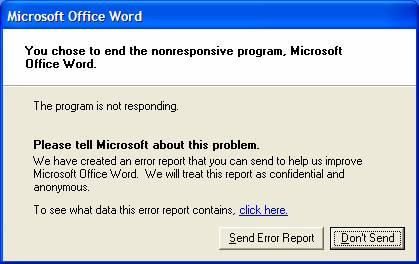 Microsoft Office Word
You chose to end the nonresponsive program, Microsoft
Office Word.
The program is not responding.
Please tell Microsoft about this problem.
We have created an error report that you can send to help us improve
Microsoft Office Word. We will treat this report as confidential and
anonymous.
To see what data this error report contains, click here.
Send Error Report Don't Send